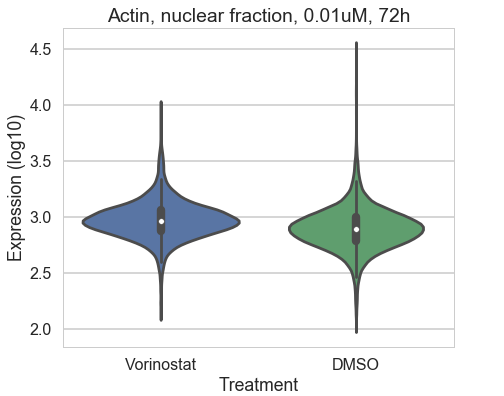 Actin, nuclear fraction, 0.01uM, 72h
Expression (log10)
4.5
4.0
3.5
3.0
2.5
2.0
Vorinostat DMSO
Treatment